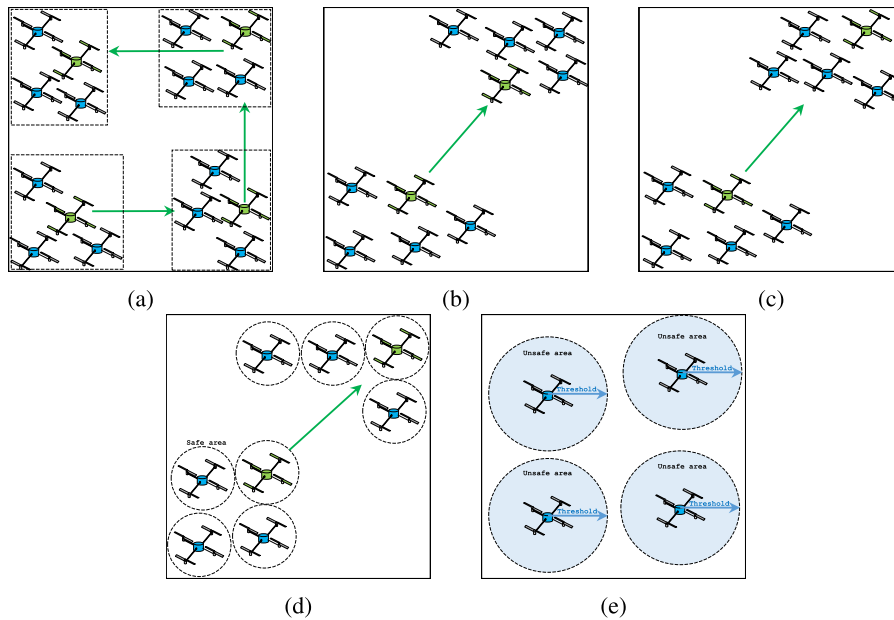 (a)
(b)
(c)
Safe area
(d)
Unsafe area
Threshold
Unsafe area
Threshold
Unsafe area
Threshold
Unsafe area
Threshold
(e)